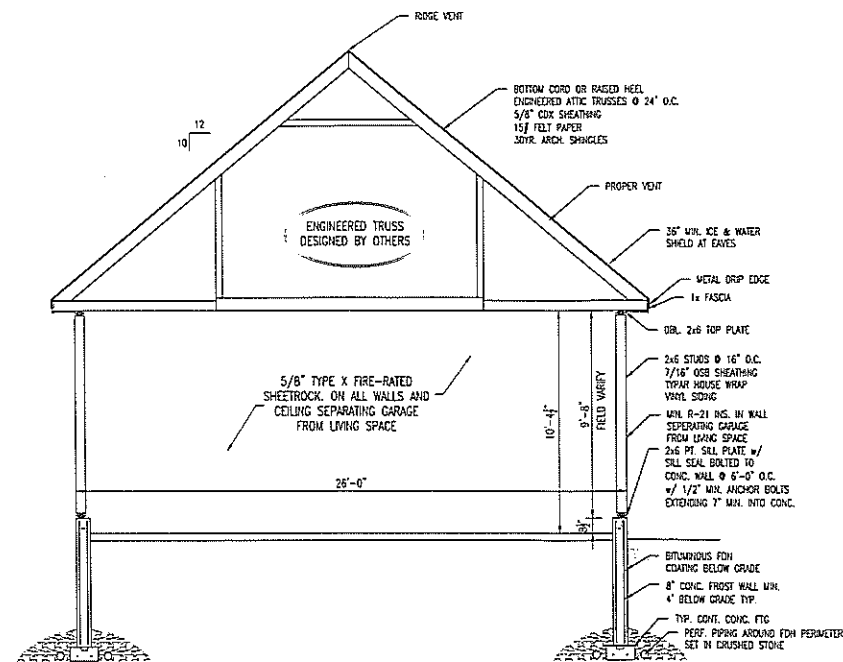 RIDGE VENT
BOTTOM CORD OR RAISED HEEL
ENGINEERED ATTIC TRUSSES @ 24" O.C.
5/8" CDX SHEATHING
15# FELT PAPER
30YR. ARCH. SHINGLES
12
10
PROPER VENT
ENGINEERED TRUSS
DESIGNED BY OTHERS
36" MIN. ICE & WATER
SHIELD AT EAVES
METAL DRIP EDGE
1x FASCIA
DBL. 2x6 TOP PLATE
2x6 STUDS @ 16" O.C.
7/16" OSB SHEATHING
TYPAR HOUSE WRAP
VINYL SIDING
5/8" TYPE X FIRE-RATED
SHEETROCK. ON ALL WALLS AND
CEILING SEPARATING GARAGE
FROM LIVING SPACE
10'-4½"
9'-8"
FIELD VARIFY
MIN. R-21 INS. IN WALL
SEPERATING GARAGE
FROM LIVING SPACE
2x6 PT. SILL PLATE w/
SILL SEAL BOLTED TO
CONC. WALL @ 6'-0" O.C.
w/ 1/2" MIN. ANCHOR BOLTS
EXTENDING 7" MIN. INTO CONC.
26'-0"
BITUMINOUS FDN
COATING BELOW GRADE
8" CONC. FROST WALL MIN.
4' BELOW GRADE TYP.
TYP. CONT. CONC. FTG
PERF. PIPING AROUND FDN PERIMETER
SET IN CRUSHED STONE